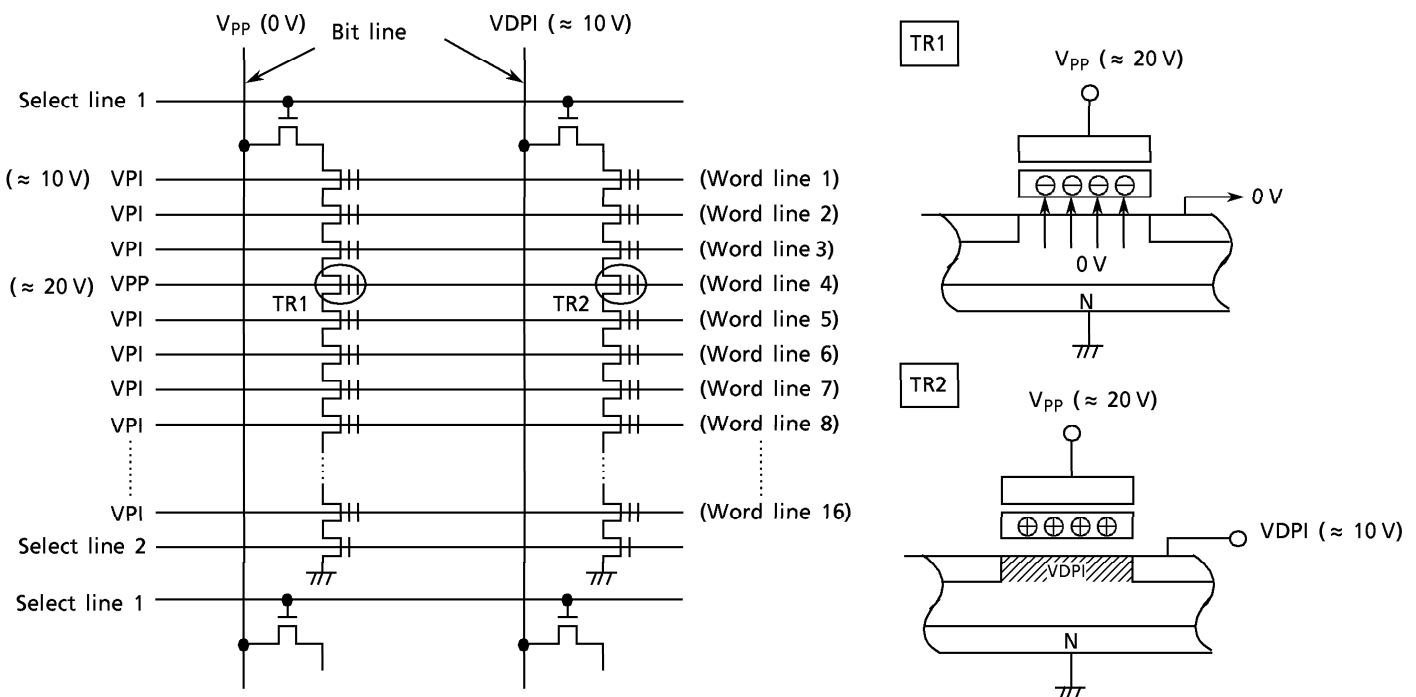 VPP (0 V)
Bit line
VDPI (≈ 10 V)
Select line 1
(≈ 10 V) VPI (Word line 1)
VPI (Word line 2)
VPI (Word line 3)
(≈ 20 V) VPP (Word line 4)
TR1 TR2
VPI (Word line 5)
VPI (Word line 6)
VPI (Word line 7)
VPI (Word line 8)
VPI (Word line 16)
Select line 2
Select line 1
TR1
VPP (≈ 20 V)
0 V
0 V
N
TR2
VPP (≈ 20 V)
VDPI (≈ 10 V)
VDPI
N